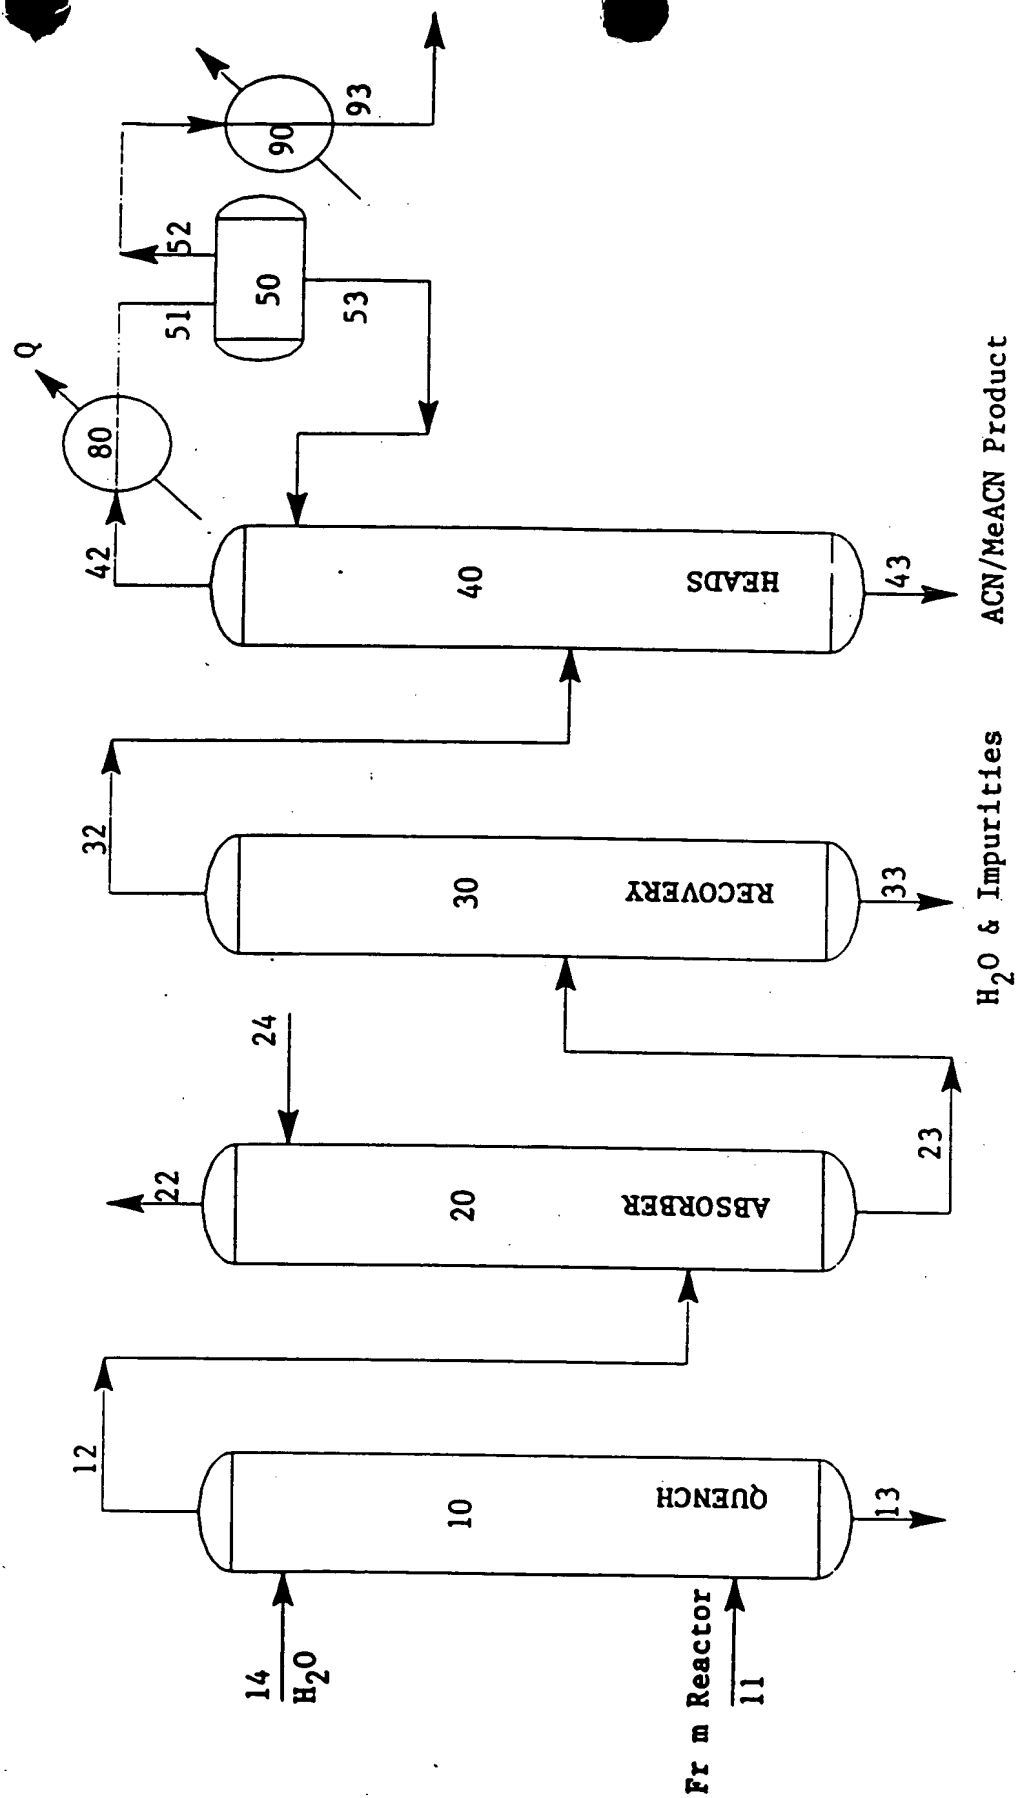 14
H2O
Fr m Reactor
11
12
10
QUENCH
13
22
24
20
ABSORBER
23
32
30
RECOVERY
33
H2O & Impurities
42
80
Q
40
HEADS
43
ACN/MeACN Product
51
52
50
53
90
93